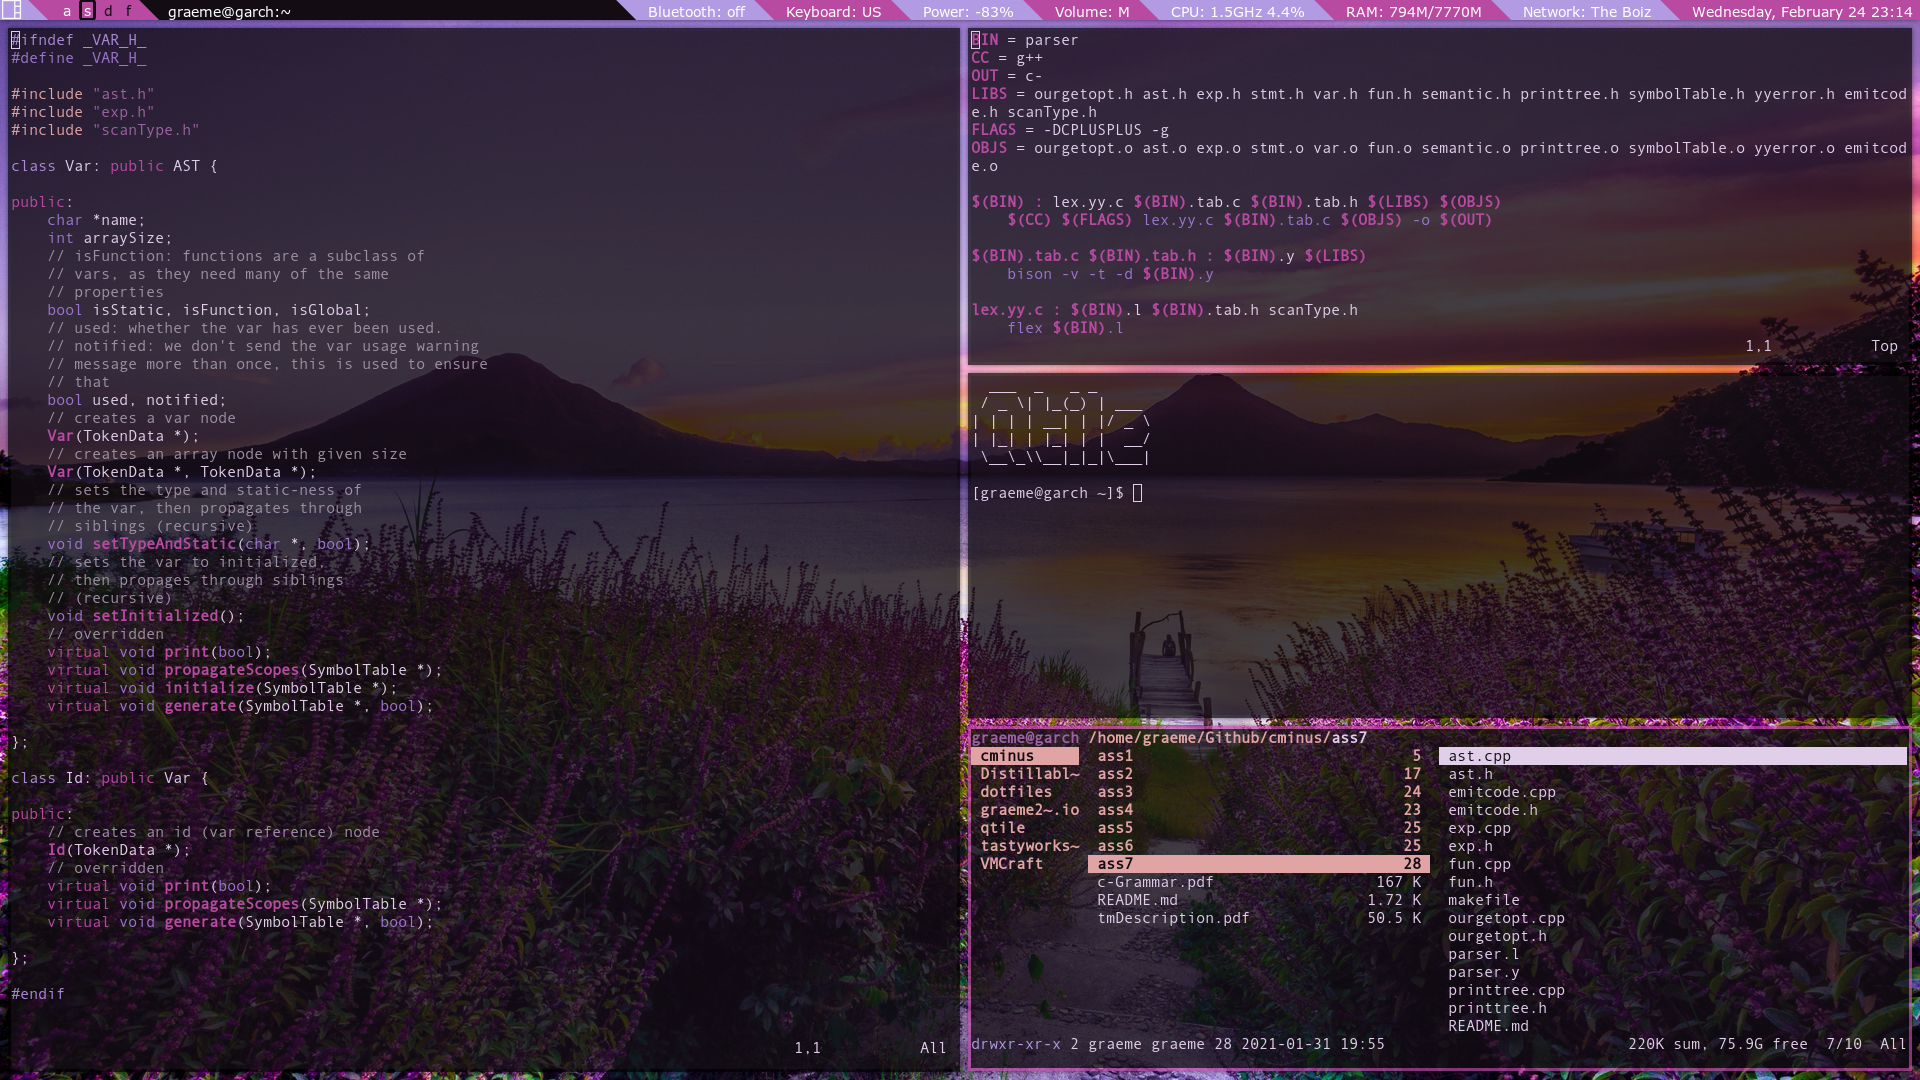 a s d f graeme@garch:~ Bluetooth: off Keyboard: US Power: -83% Volume: M CPU: 1.5GHz 4.4% RAM: 794M/7770M Network: The Boiz Wednesday, February 24 23:14
#ifndef _VAR_H_
#define _VAR_H_
#include "ast.h"
#include "exp.h"
#include "scanType.h"
class Var: public AST {
public:
    char *name;
    int arraySize;
    // isFunction: functions are a subclass of
    // vars, as they need many of the same
    // properties
    bool isStatic, isFunction, isGlobal;
    // used: whether the var has ever been used.
    // notified: we don't send the var usage warning
    // message more than once, this is used to ensure
    // that
    bool used, notified;
    // creates a var node
    Var(TokenData *);
    // creates an array node with given size
    Var(TokenData *, TokenData *);
    // sets the type and static-ness of
    // the var, then propagates through
    // siblings (recursive)
    void setTypeAndStatic(char *, bool);
    // sets the var to initialized,
    // then propages through siblings
    // (recursive)
    void setInitialized();
    // overridden
    virtual void print(bool);
    virtual void propagateScopes(SymbolTable *);
    virtual void initialize(SymbolTable *);
    virtual void generate(SymbolTable *, bool);
};
class Id: public Var {
public:
    // creates an id (var reference) node
    Id(TokenData *);
    // overridden
    virtual void print(bool);
    virtual void propagateScopes(SymbolTable *);
    virtual void generate(SymbolTable *, bool);
};
#endif
1,1 All
BIN = parser
CC = g++
OUT = c-
LIBS = ourgetopt.h ast.h exp.h stmt.h var.h fun.h semantic.h printtree.h symbolTable.h yyerror.h emitcod
e.h scanType.h
FLAGS = -DCPLUSPLUS -g
OBJS = ourgetopt.o ast.o exp.o stmt.o var.o fun.o semantic.o printtree.o symbolTable.o yyerror.o emitcod
e.o
$(BIN) : lex.yy.c $(BIN).tab.c $(BIN).tab.h $(LIBS) $(OBJS)
    $(CC) $(FLAGS) lex.yy.c $(BIN).tab.c $(OBJS) -o $(OUT)
$(BIN).tab.c $(BIN).tab.h : $(BIN).y $(LIBS)
    bison -v -t -d $(BIN).y
lex.yy.c : $(BIN).l $(BIN).tab.h scanType.h
    flex $(BIN).l
1,1 Top
Qtile
[graeme@garch ~]$
graeme@garch /home/graeme/Github/cminus/ass7
cminus ass1 5 ast.cpp
Distillabl~ ass2 17 ast.h
dotfiles ass3 24 emitcode.cpp
graeme2~.io ass4 23 emitcode.h
qtile ass5 25 exp.cpp
tastyworks~ ass6 25 exp.h
VMCraft ass7 28 fun.cpp
c-Grammar.pdf 167 K fun.h
README.md 1.72 K makefile
tmDescription.pdf 50.5 K ourgetopt.cpp
ourgetopt.h
parser.l
parser.y
printtree.cpp
printtree.h
README.md
drwxr-xr-x 2 graeme graeme 28 2021-01-31 19:55 220K sum, 75.9G free 7/10 All